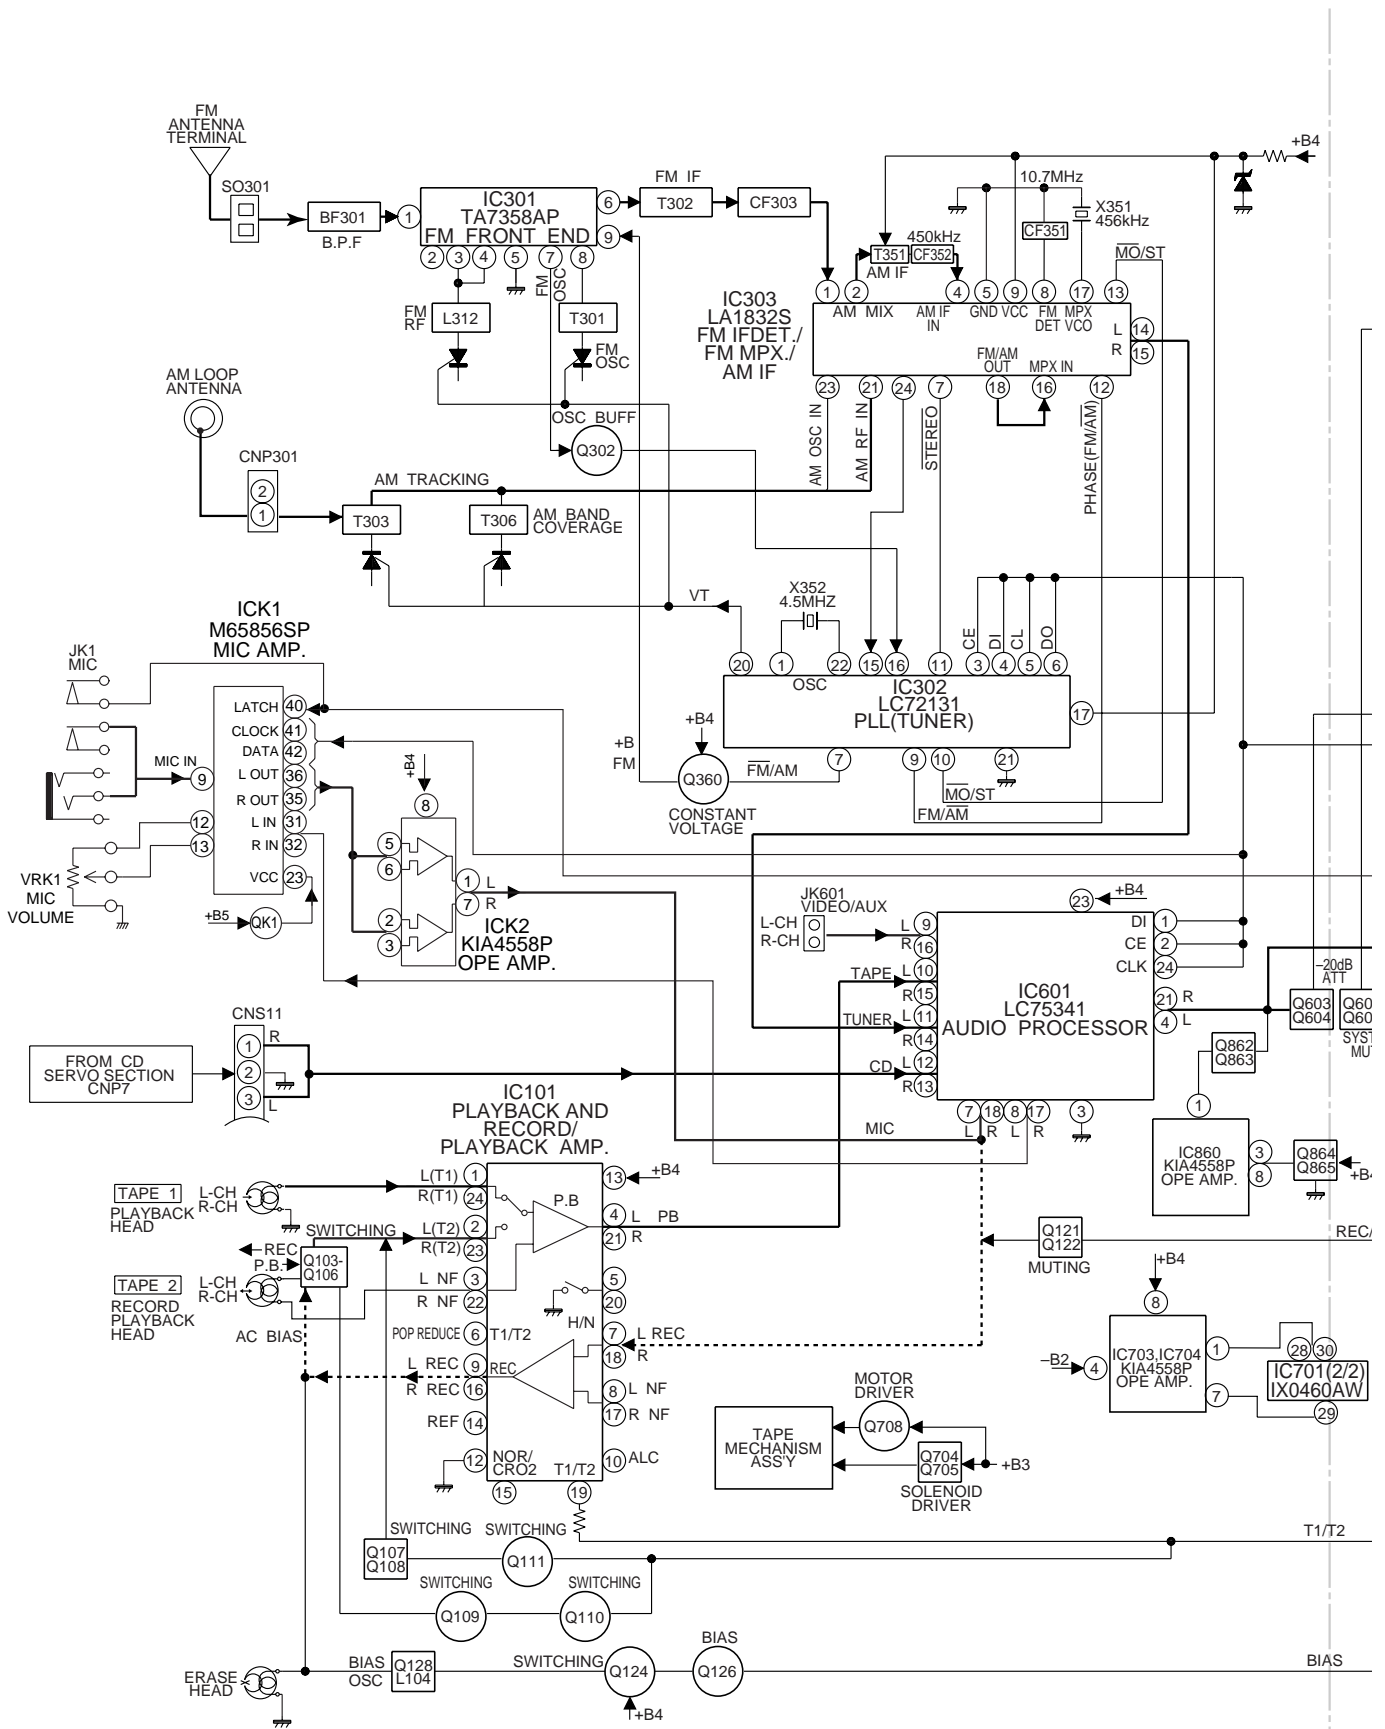 FM
ANTENNA
TERMINAL
SO301
BF301
B.P.F
1
IC301
TA7358AP
FM FRONT END
6
9
2
3
4
5
7
8
FM IF
T302
CF303
+B4
10.7MHz
X351
456kHz
CF351
450kHz
T351
CF352
AM IF
MO/ST
FM
RF
L312
FM
OSC
T301
FM
OSC
IC303
LA1832S
FM IFDET./
FM MPX./
AM IF
1
2
4
5
9
8
17
13
AM MIX
AM IF
IN
GND
VCC
FM
DET
MPX
VCO
L
R
14
15
FM/AM
OUT
MPX IN
23
21
24
7
18
16
12
AM OSC IN
AM RF IN
STEREO
PHASE(FM/AM)
AM LOOP
ANTENNA
CNP301
2
1
OSC BUFF
Q302
AM TRACKING
T303
T306
AM BAND
COVERAGE
VT
X352
4.5MHZ
CE
DI
CL
DO
20
1
22
15
16
11
3
4
5
6
OSC
IC302
LC72131
PLL(TUNER)
17
7
9
10
21
+B4
+B
FM
Q360
FM/AM
CONSTANT
VOLTAGE
MO/ST
FM/AM
ICK1
M65856SP
MIC AMP.
JK1
MIC
MIC IN
9
12
13
LATCH
40
CLOCK
41
DATA
42
L OUT
36
R OUT
35
L IN
31
R IN
32
VCC
23
VRK1
MIC
VOLUME
+B5
QK1
+B4
8
5
6
2
3
1
7
L
R
ICK2
KIA4558P
OPE AMP.
JK601
VIDEO/AUX
L-CH
R-CH
L
9
R
16
TAPE
L
10
R
15
TUNER
L
11
R
14
CD
L
12
R
13
23
+B4
IC601
LC75341
AUDIO PROCESSOR
DI
1
CE
2
CLK
24
21
R
4
L
7
18
8
17
3
L
R
L
R
MIC
–20dB
ATT
Q603
Q604
Q862
Q863
1
IC860
KIA4558P
OPE AMP.
3
8
Q864
Q865
FROM CD
SERVO SECTION
CNP7
CNS11
1
R
2
3
L
IC101
PLAYBACK AND
RECORD/
PLAYBACK AMP.
TAPE 1
PLAYBACK
HEAD
L-CH
R-CH
L(T1)
1
R(T1)
24
SWITCHING
L(T2)
2
R(T2)
23
REC
P.B.
Q103-
Q106
TAPE 2
RECORD
PLAYBACK
HEAD
L-CH
R-CH
AC BIAS
L NF
3
R NF
22
POP REDUCE
6
T1/T2
L REC
9
R REC
16
REC
REF
14
12
NOR/
CRO2
15
T1/T2
19
P.B
13
+B4
4
L
21
R
PB
5
20
H/N
7
L REC
18
R
8
L NF
17
R NF
10
ALC
Q121
Q122
MUTING
+B4
8
–B2
4
IC703,IC704
KIA4558P
OPE AMP.
1
7
28
30
IC701(2/2)
IX0460AW
29
MOTOR
DRIVER
Q708
TAPE
MECHANISM
ASS'Y
Q704
Q705
+B3
SOLENOID
DRIVER
SWITCHING
Q107
Q108
SWITCHING
Q111
T1/T2
SWITCHING
Q109
SWITCHING
Q110
ERASE
HEAD
BIAS
OSC
Q128
L104
SWITCHING
Q124
+B4
BIAS
Q126
BIAS